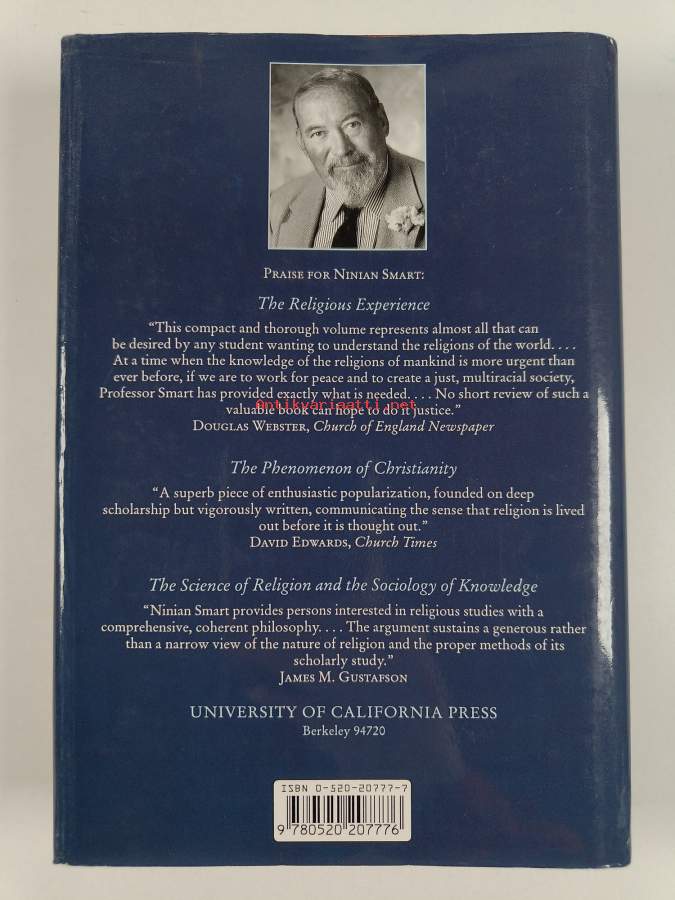 PRAISE FOR NINIAN SMART:
The Religious Experience
“This compact and thorough volume represents almost all that can
be desired by any student wanting to understand the religions of the world. . . .
At a time when the knowledge of the religions of mankind is more urgent than
ever before, if we are to work for peace and to create a just, multiracial society,
Professor Smart has provided exactly what is needed. . . . No short review of such a
antikvariaatti.net
valuable book can hope to do it justice.”
DOUGLAS WEBSTER, Church of England Newspaper
The Phenomenon of Christianity
“A superb piece of enthusiastic popularization, founded on deep
scholarship but vigorously written, communicating the sense that religion is lived
out before it is thought out.”
DAVID EDWARDS, Church Times
The Science of Religion and the Sociology of Knowledge
“Ninian Smart provides persons interested in religious studies with a
comprehensive, coherent philosophy. . . . The argument sustains a generous rather
than a narrow view of the nature of religion and the proper methods of its
scholarly study.”
JAMES M. GUSTAFSON
UNIVERSITY OF CALIFORNIA PRESS
Berkeley 94720
ISBN 0-520-20777-7
9 780520 207776